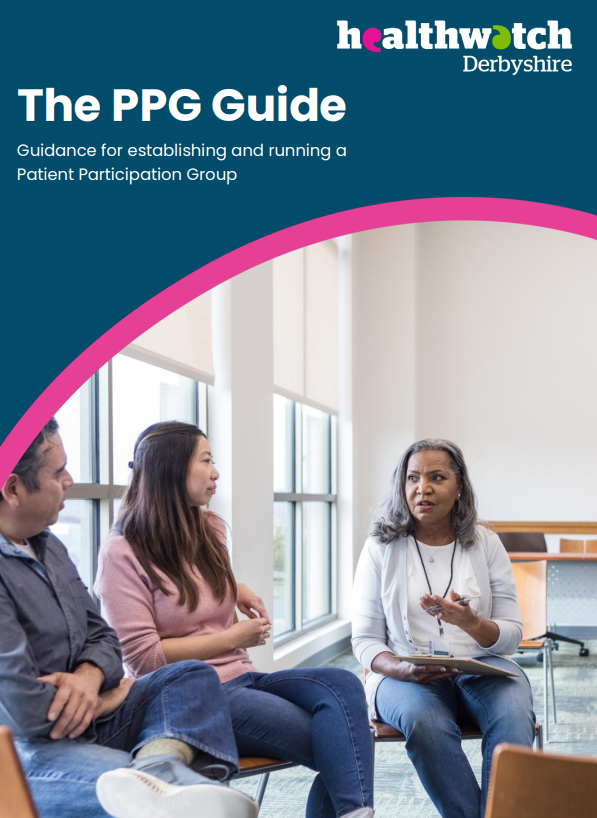 healthwatch
Derbyshire
The PPG Guide
Guidance for establishing and running a
Patient Participation Group